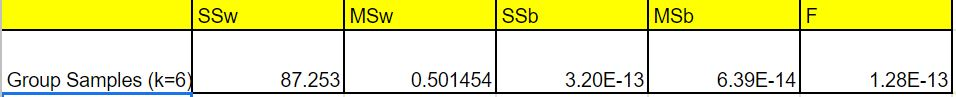 SSw MSw SSb MSb F
Group Samples (k=6) 87.253 0.501454 3.20E-13 6.39E-14 1.28E-13